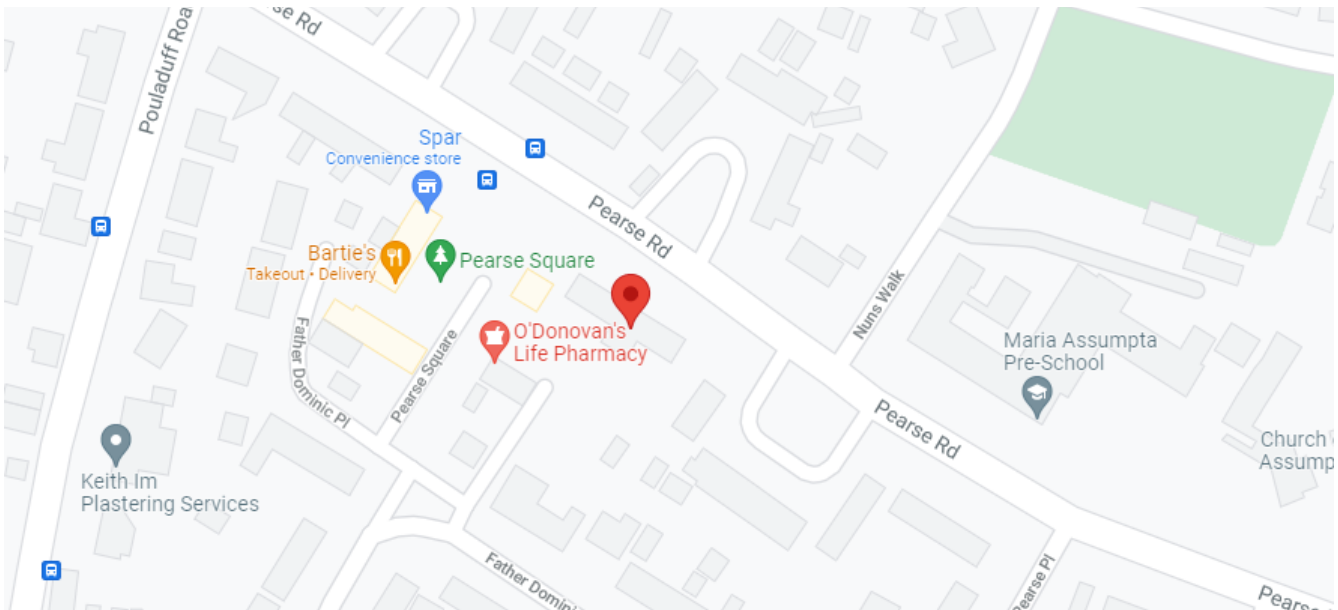 se Rd
Pouladuff Roa
Spar
Convenience store
Pearse Rd
Bartie's
Takeout • Delivery
Pearse Square
O'Donovan's
Life Pharmacy
Nuns Walk
Maria Assumpta
Pre-School
Father Dominic Pl
Pearse Square
Pearse Rd
Church
Assump
Keith Im
Plastering Services
Father Domini
Pearse Pl
Pearse